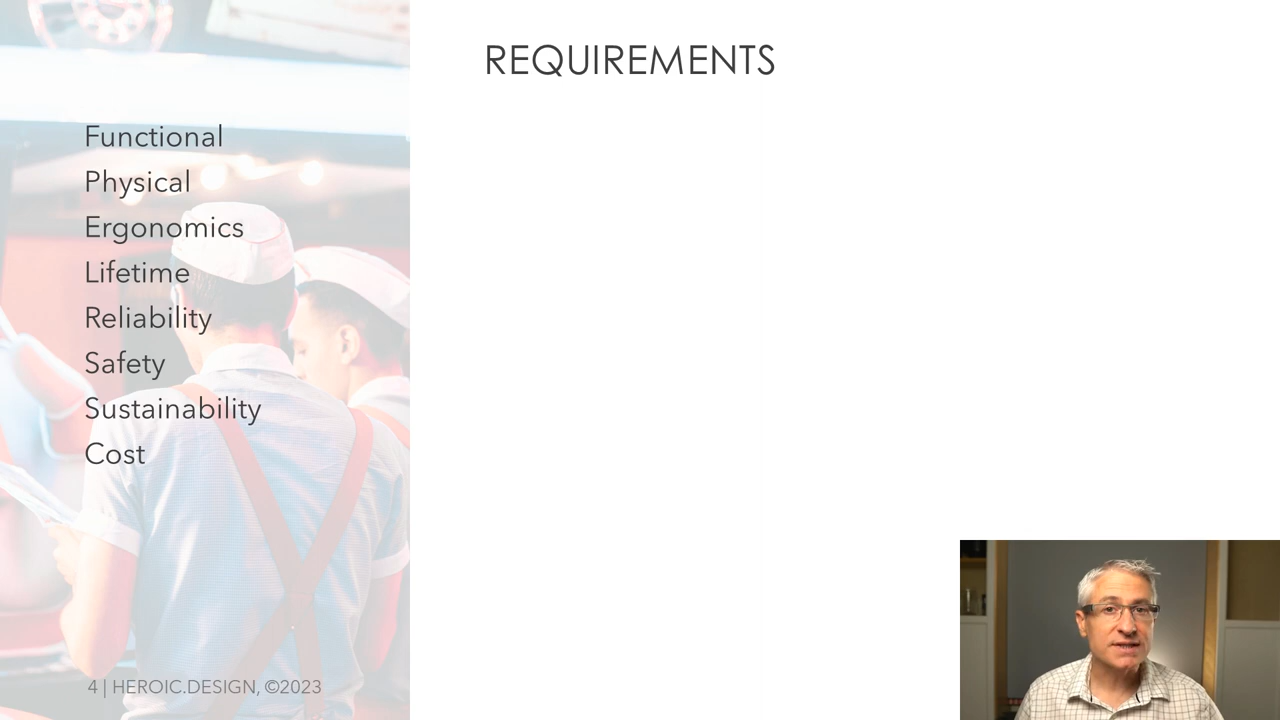 REQUIREMENTS
Functional
Physical
Ergonomics
Lifetime
Reliability
Safety
Sustainability
Cost
4 | HEROIC.DESIGN, ©2023